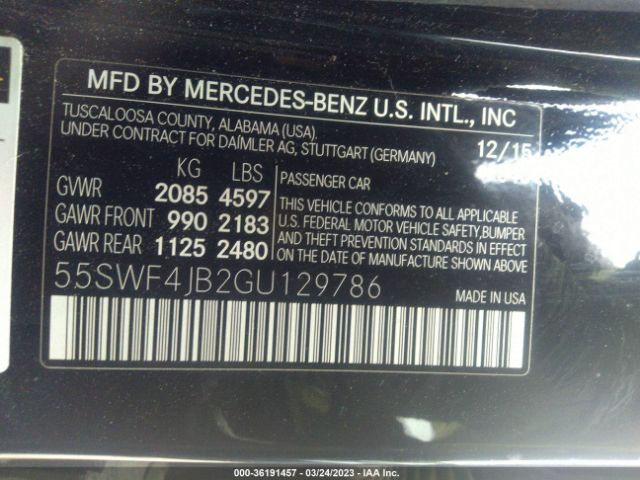 MFD BY MERCEDES-BENZ U.S. INTL., INC
TUSCALOOSA COUNTY, ALABAMA (USA).
UNDER CONTRACT FOR DAIMLER AG, STUTTGART (GERMANY) 12/15
KG LBS
GVWR 2085 4597
GAWR FRONT 990 2183
GAWR REAR 1125 2480
PASSENGER CAR
THIS VEHICLE CONFORMS TO ALL APPLICABLE
U.S. FEDERAL MOTOR VEHICLE SAFETY,BUMPER
AND THEFT PREVENTION STANDARDS IN EFFECT
ON THE DATE OF MANUFACTURE SHOWN ABOVE.
55SWF4JB2GU129786
MADE IN USA
000-36191457 - 03/24/2023 - IAA Inc.